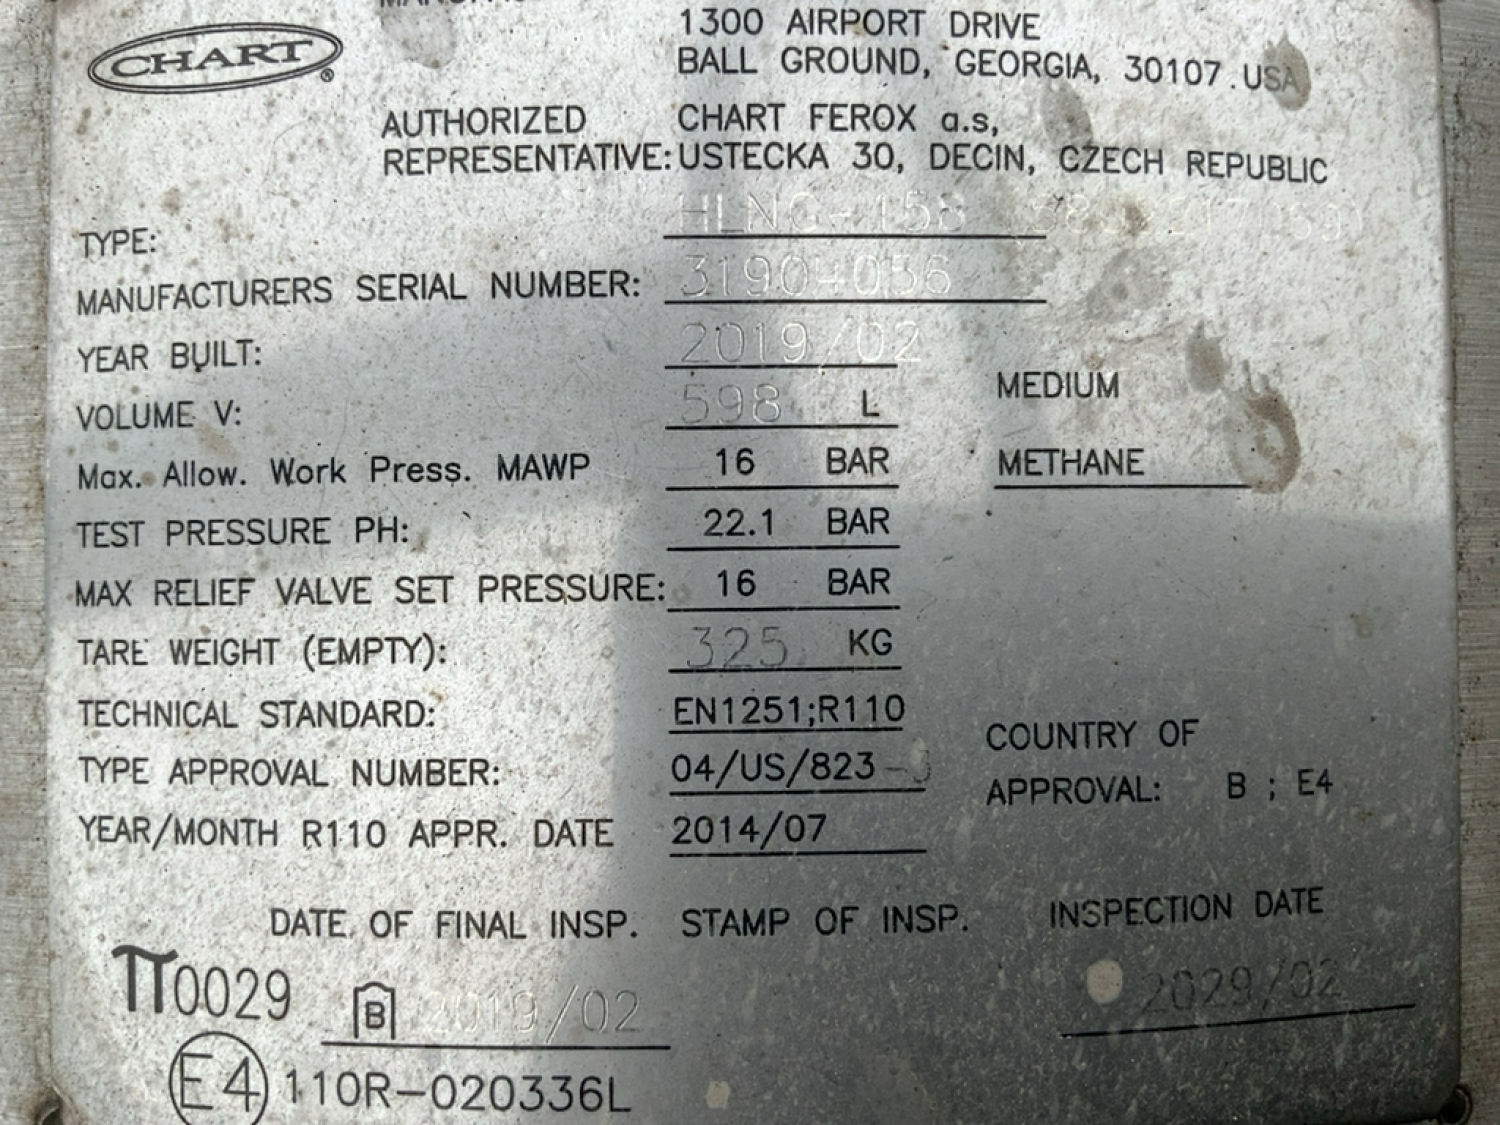 CHART ®
1300 AIRPORT DRIVE
BALL GROUND, GEORGIA, 30107.USA
AUTHORIZED REPRESENTATIVE: CHART FEROX a.s,
USTECKA 30, DECIN, CZECH REPUBLIC
TYPE: HLNG-158
MANUFACTURERS SERIAL NUMBER: 3190H036
YEAR BUILT: 2019/02
VOLUME V: 598 L
MEDIUM
Max. Allow. Work Press. MAWP 16 BAR
METHANE
TEST PRESSURE PH: 22.1 BAR
MAX RELIEF VALVE SET PRESSURE: 16 BAR
TARE WEIGHT (EMPTY): 325 KG
TECHNICAL STANDARD: EN1251;R110
TYPE APPROVAL NUMBER: 04/US/823
COUNTRY OF
APPROVAL: B ; E4
YEAR/MONTH R110 APPR. DATE 2014/07
DATE OF FINAL INSP. STAMP OF INSP. INSPECTION DATE
π0029 B 2019/02 2029/02
E4 110R-020336L